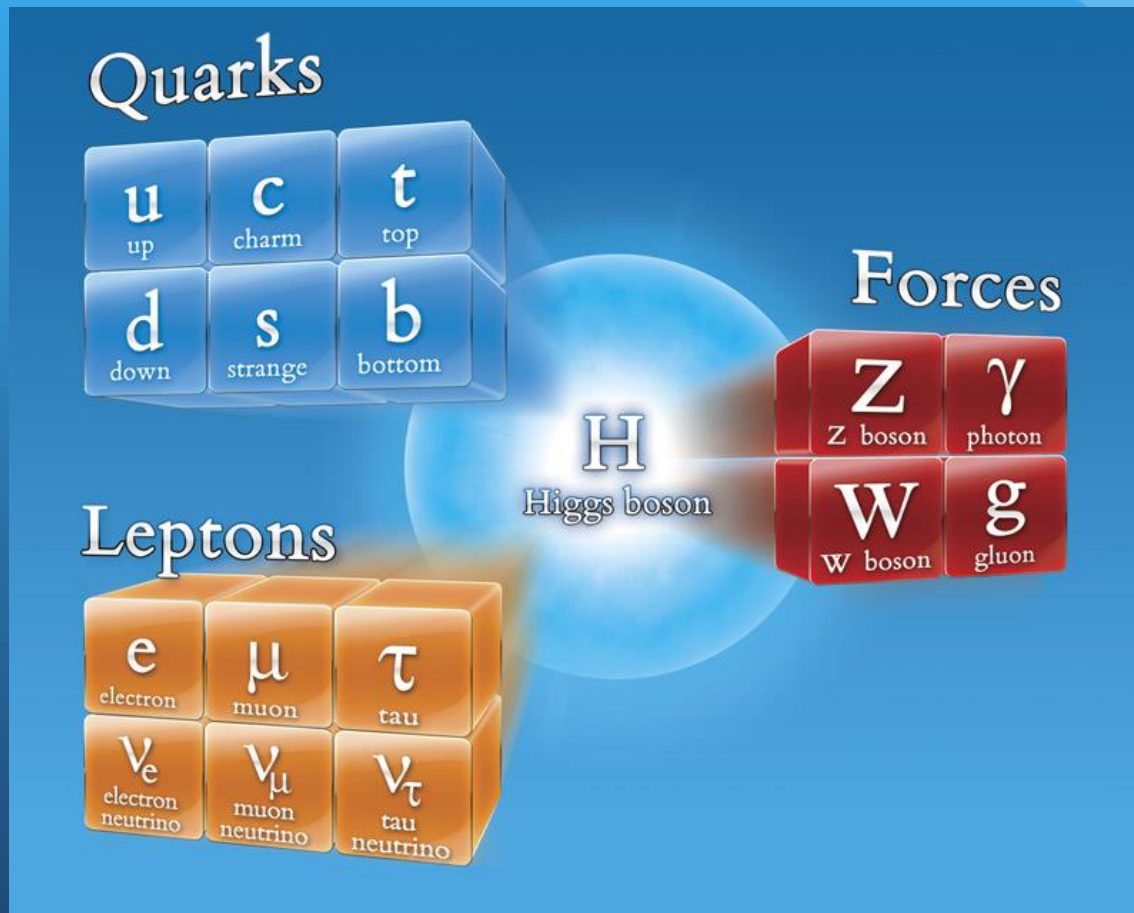 Quarks
u c t
up charm top
d s b
down strange bottom
Forces
Z γ
Z boson photon
W g
W boson gluon
H
Higgs boson
Leptons
e μ τ
electron muon tau
νe νμ ντ
electron muon tau
neutrino neutrino neutrino